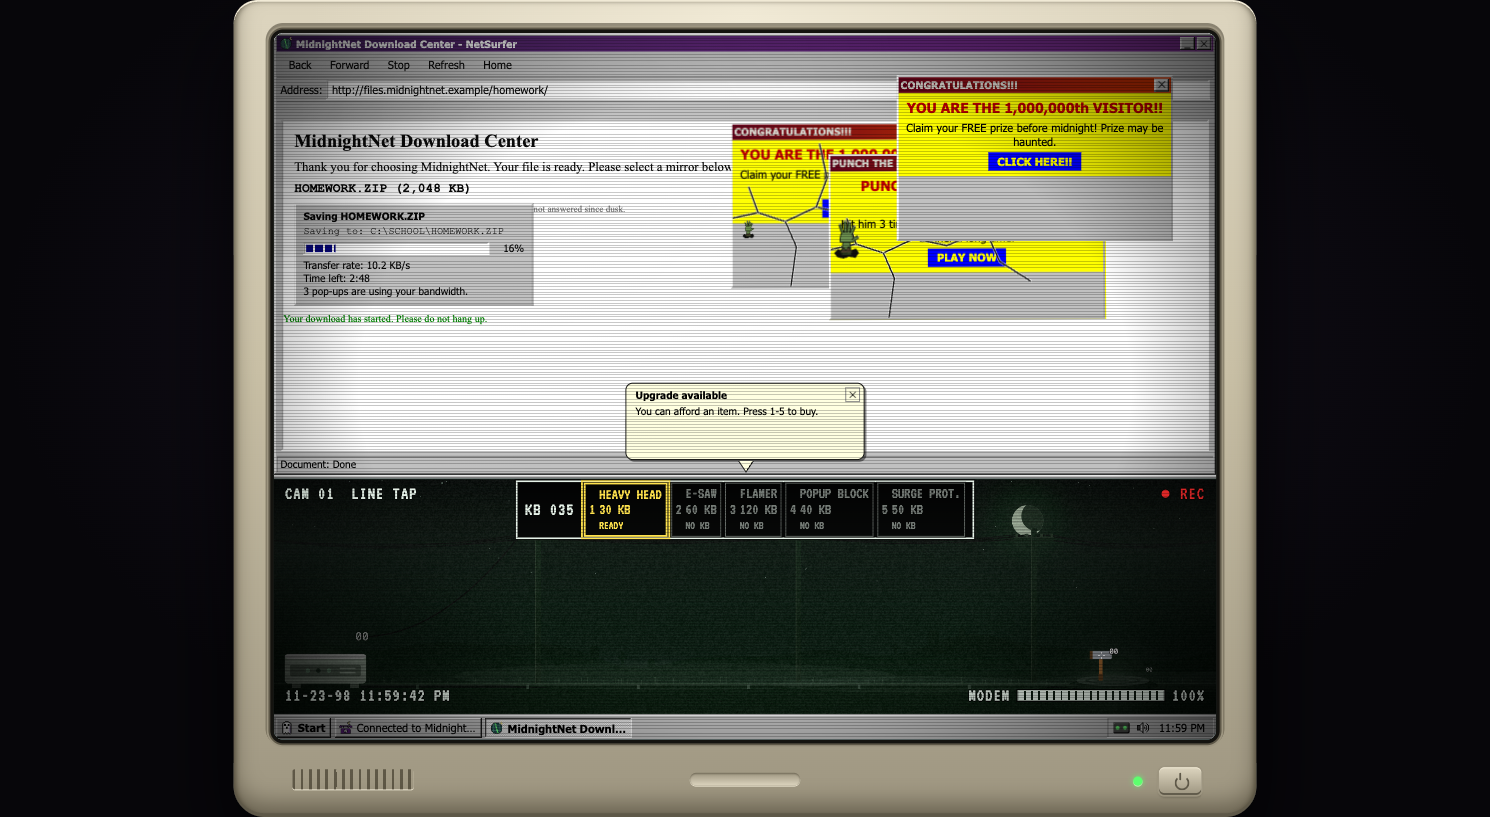 MidnightNet Download Center - NetSurfer
Back Forward Stop Refresh Home
Address: http://files.midnightnet.example/homework/
MidnightNet Download Center
Thank you for choosing MidnightNet. Your file is ready. Please select a mirror below
HOMEWORK.ZIP (2,048 KB)
not answered since dusk.
Saving HOMEWORK.ZIP
Saving to: C:\SCHOOL\HOMEWORK.ZIP
16%
Transfer rate: 10.2 KB/s
Time left: 2:48
3 pop-ups are using your bandwidth.
Your download has started. Please do not hang up.
CONGRATULATIONS!!!
YOU ARE THE 1,000,00
Claim your FREE
PUNCH THE
PUNC
him 3 ti
PLAY NOW
CONGRATULATIONS!!!
YOU ARE THE 1,000,000th VISITOR!!
Claim your FREE prize before midnight! Prize may be
haunted.
CLICK HERE!!
Upgrade available
You can afford an item. Press 1-5 to buy.
Document: Done
CAM 01 LINE TAP
KB 035
HEAVY HEAD
1 30 KB
READY
E-SAW
2 60 KB
NO KB
FLAMER
3 120 KB
NO KB
POPUP BLOCK
4 40 KB
NO KB
SURGE PROT.
5 50 KB
NO KB
REC
00
00
02
11-23-98 11:59:42 PM
MODEM 100%
Start
Connected to Midnight...
MidnightNet Downl...
11:59 PM